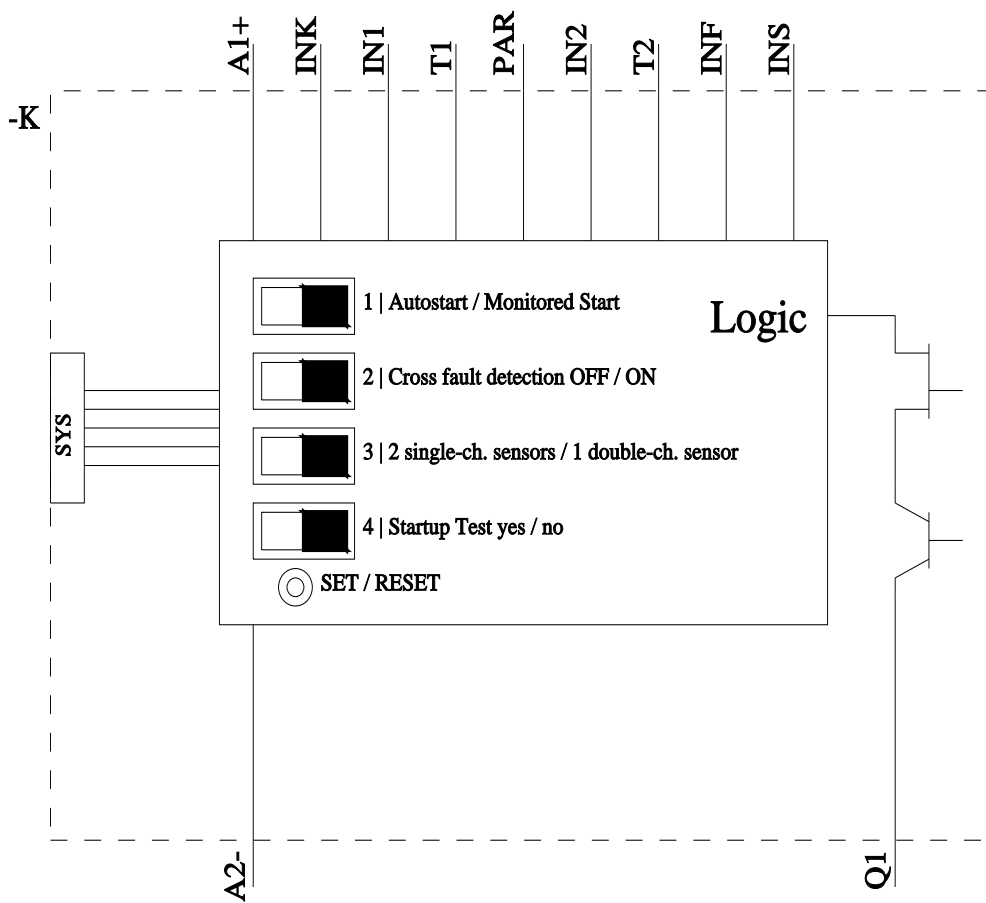 A1+
INK
IN1
T1
PAR
IN2
T2
INF
INS
-K
1 | Autostart / Monitored Start
Logic
2 | Cross fault detection OFF / ON
SYS
3 | 2 single-ch. sensors / 1 double-ch. sensor
4 | Startup Test yes / no
SET / RESET
A2-
Q1